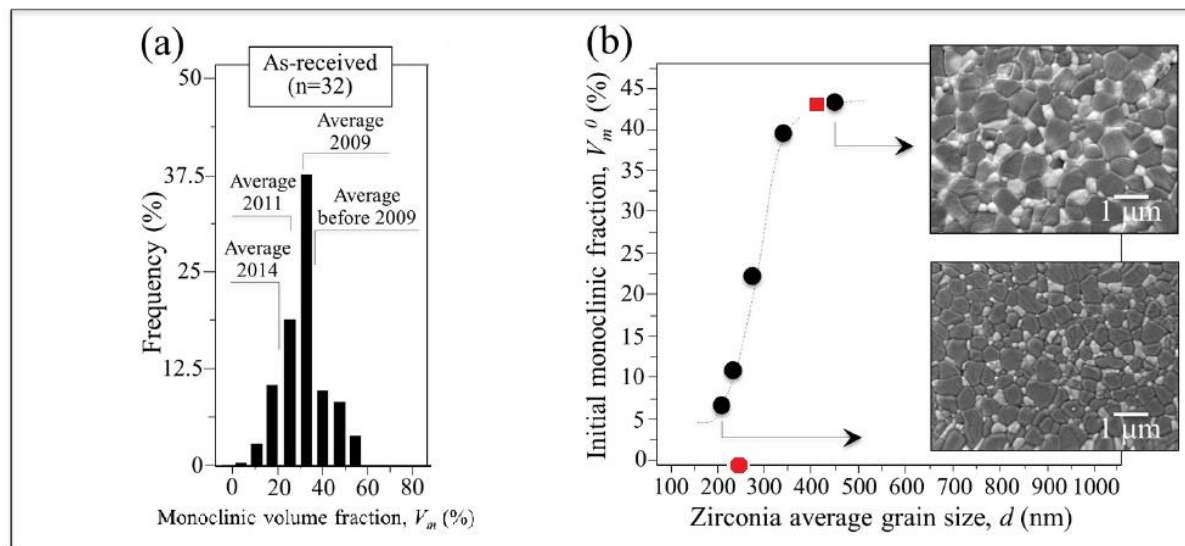 (a)
As-received
(n=32)
Average
2009
Average
2011
Average
before 2009
Average
2014
50
37.5
25
12.5
0
Frequency (%)
0 20 40 60 80
Monoclinic volume fraction, Vm (%)
(b)
45
40
35
30
25
20
15
10
5
0
Initial monoclinic fraction, Vm0 (%)
1 μm
1 μm
100 200 300 400 500 600 700 800 900 1000
Zirconia average grain size, d (nm)